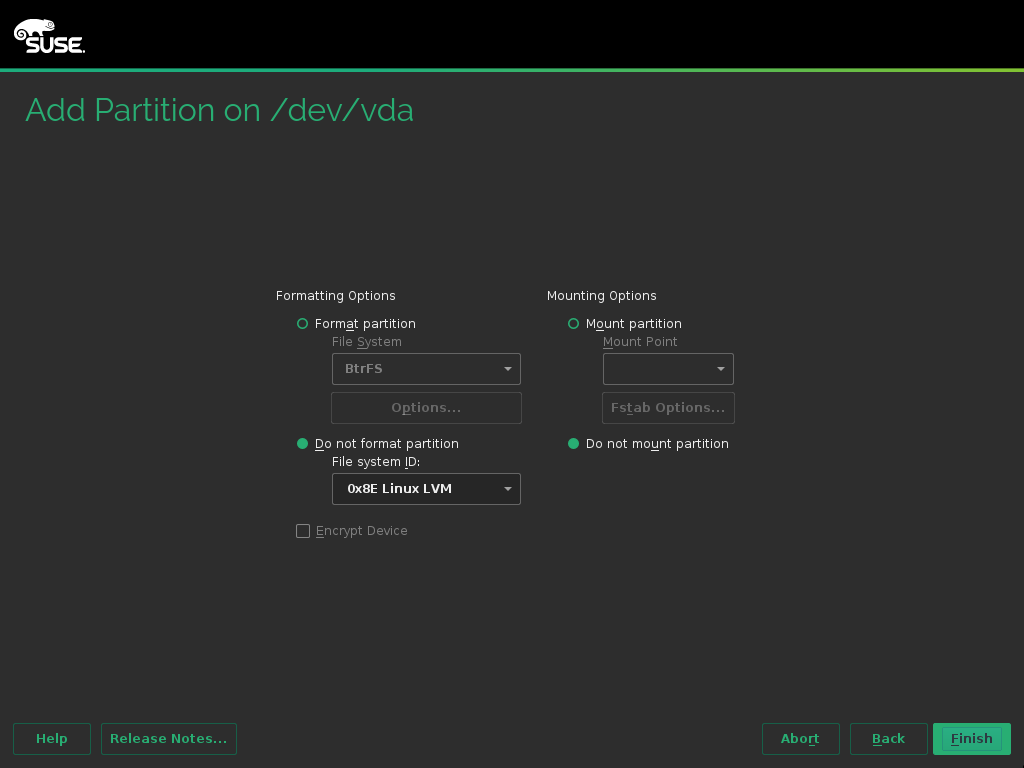 SUSE.
Add Partition on /dev/vda
Formatting Options
Format partition
File System
BtrFS
Options...
Do not format partition
File system ID:
0x8E Linux LVM
Encrypt Device
Mounting Options
Mount partition
Mount Point
Fstab Options...
Do not mount partition
Help
Release Notes...
Abort
Back
Finish